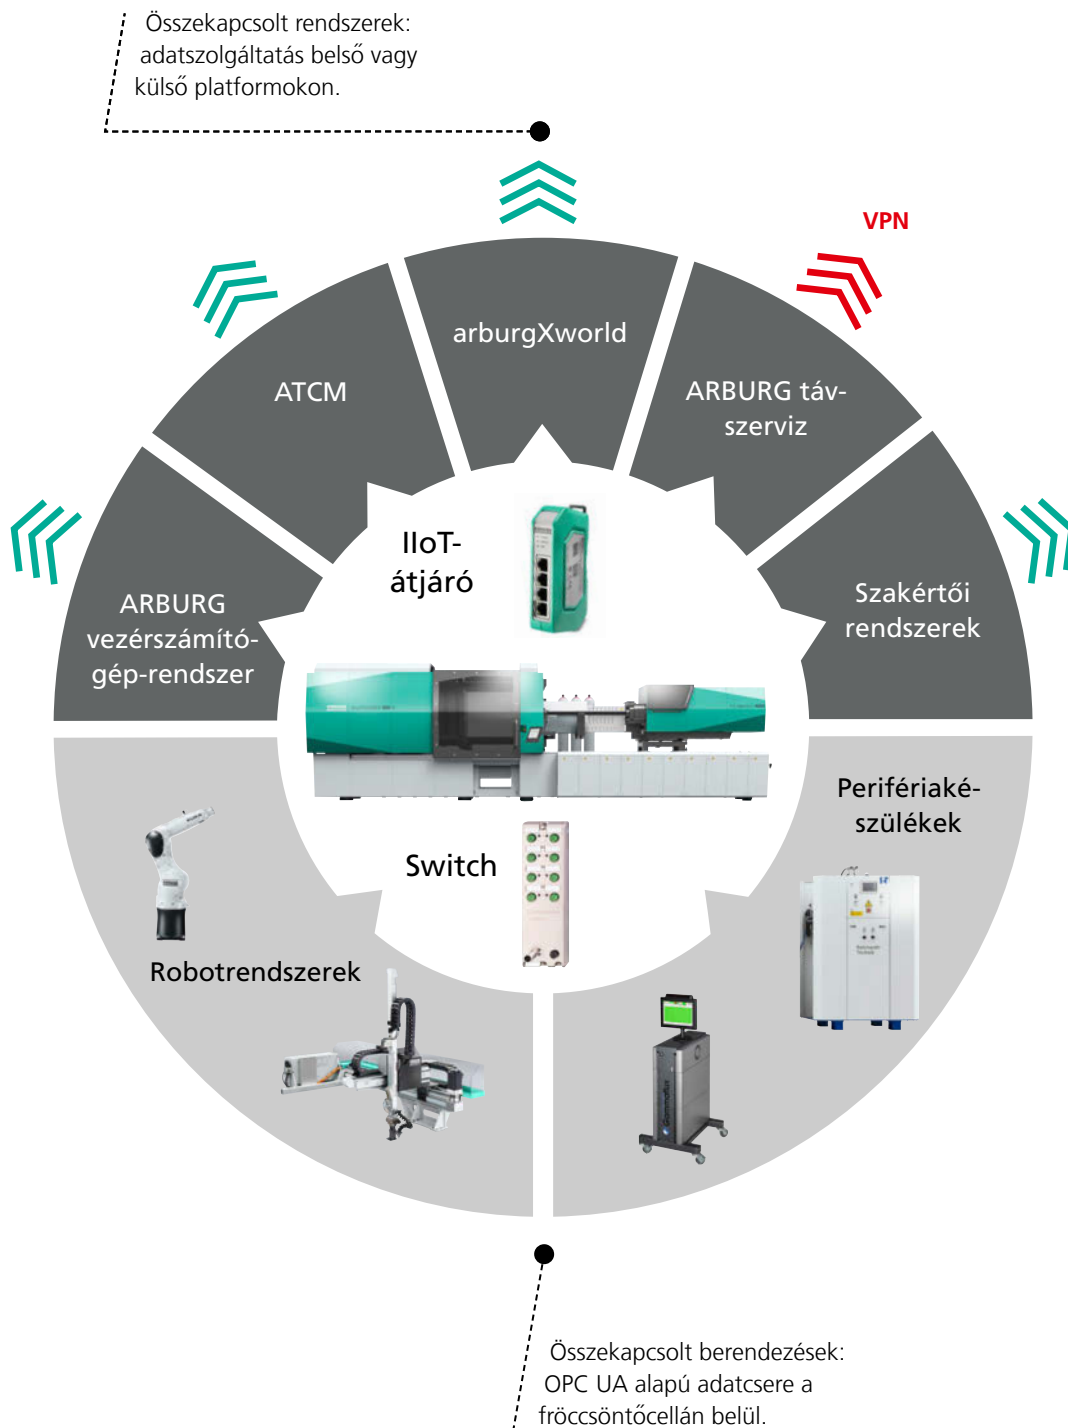 Összekapcsolt rendszerek:
adatszolgáltatás belső vagy
külső platformokon.
VPN
arburgXworld
ATCM
ARBURG táv-
szerviz
IIoT-
átjáró
ARBURG
vezérszámító-
gép-rendszer
Szakértői
rendszerek
Perifériaké-
szülékek
Switch
Robotrendszerek
Gammaflux
Összekapcsolt berendezések:
OPC UA alapú adatcsere a
fröccsöntőcellán belül.